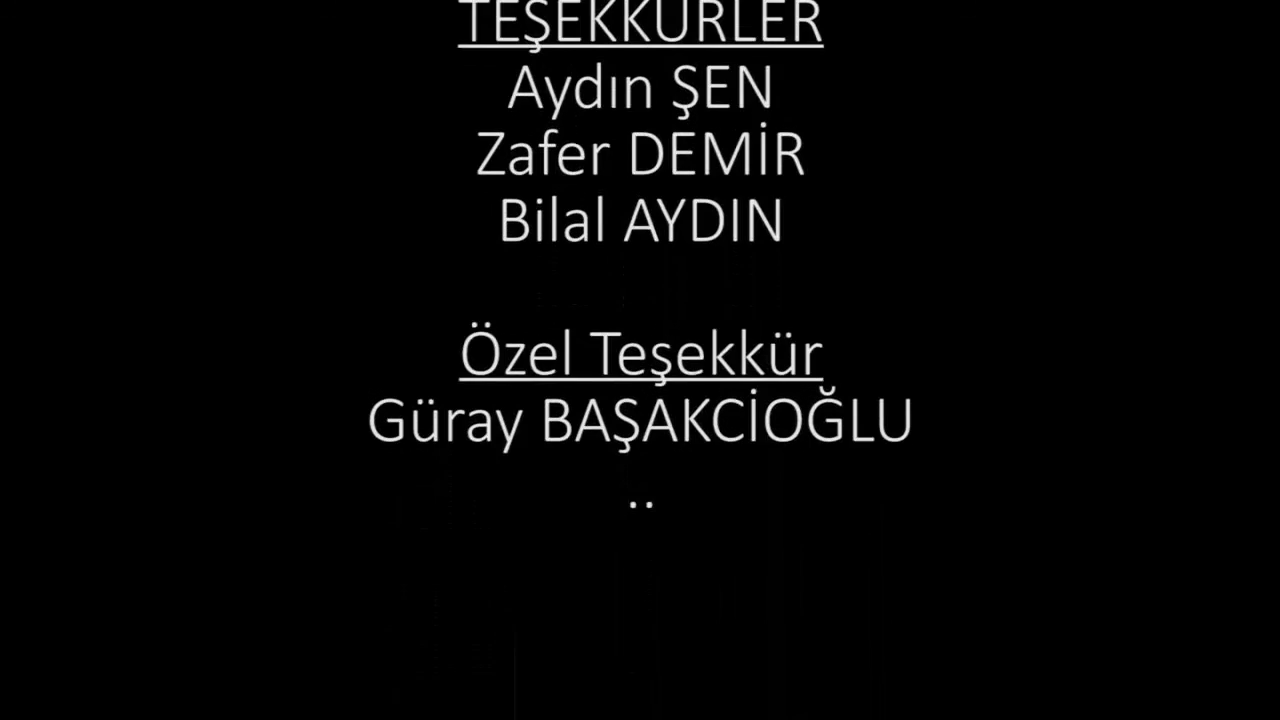 TEŞEKKÜRLER
Aydın ŞEN
Zafer DEMİR
Bilal AYDIN
Özel Teşekkür
Güray BAŞAKCİOĞLU
..